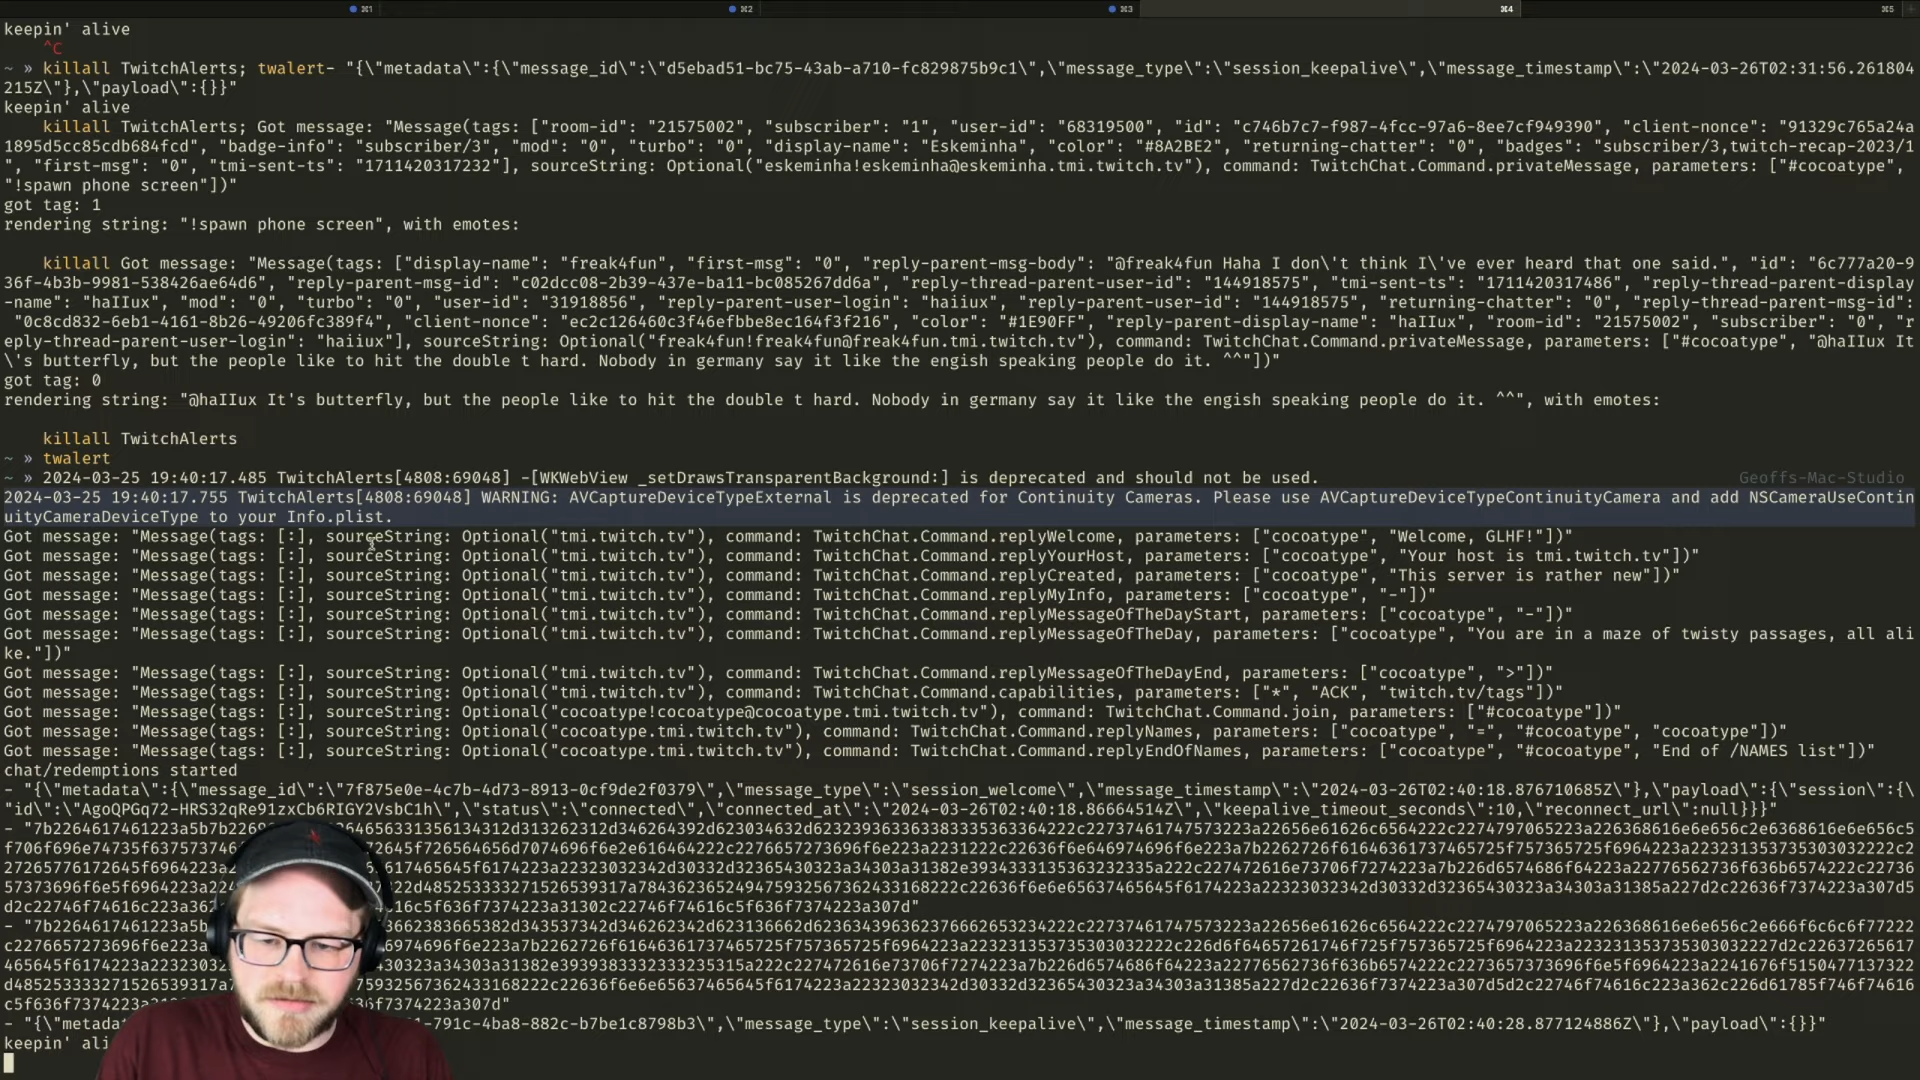 ⌘1 ⌘2 ⌘3 ⌘4 ⌘5
keepin' alive
^C
~ » killall TwitchAlerts; twalert- "{\"metadata\":{\"message_id\":\"d5ebad51-bc75-43ab-a710-fc829875b9c1\",\"message_type\":\"session_keepalive\",\"message_timestamp\":\"2024-03-26T02:31:56.261804
215Z\"},\"payload\":{}}"
keepin' alive
killall TwitchAlerts; Got message: "Message(tags: ["room-id": "21575002", "subscriber": "1", "user-id": "68319500", "id": "c746b7c7-f987-4fcc-97a6-8ee7cf949390", "client-nonce": "91329c765a24a
1895d5cc85cdb684fcd", "badge-info": "subscriber/3", "mod": "0", "turbo": "0", "display-name": "Eskeminha", "color": "#8A2BE2", "returning-chatter": "0", "badges": "subscriber/3,twitch-recap-2023/1
", "first-msg": "0", "tmi-sent-ts": "1711420317232"], sourceString: Optional("eskeminha!eskeminha@eskeminha.tmi.twitch.tv"), command: TwitchChat.Command.privateMessage, parameters: ["#cocoatype",
"!spawn phone screen"])"
got tag: 1
rendering string: "!spawn phone screen", with emotes:
killall Got message: "Message(tags: ["display-name": "freak4fun", "first-msg": "0", "reply-parent-msg-body": "@freak4fun Haha I don\'t think I\'ve ever heard that one said.", "id": "6c777a20-9
36f-4b3b-9981-538426ae64d6", "reply-parent-msg-id": "c02dcc08-2b39-437e-ba11-bc085267dd6a", "reply-thread-parent-user-id": "144918575", "tmi-sent-ts": "1711420317486", "reply-thread-parent-display
-name": "haIIux", "mod": "0", "turbo": "0", "user-id": "31918856", "reply-parent-user-login": "haiiux", "reply-parent-user-id": "144918575", "returning-chatter": "0", "reply-thread-parent-msg-id":
"0c8cd832-6eb1-4161-8b26-49206fc389f4", "client-nonce": "ec2c126460c3f46efbbe8ec164f3f216", "color": "#1E90FF", "reply-parent-display-name": "haIIux", "room-id": "21575002", "subscriber": "0", "r
eply-thread-parent-user-login": "haiiux"], sourceString: Optional("freak4fun!freak4fun@freak4fun.tmi.twitch.tv"), command: TwitchChat.Command.privateMessage, parameters: ["#cocoatype", "@haIIux It
\'s butterfly, but the people like to hit the double t hard. Nobody in germany say it like the engish speaking people do it. ^^"])"
got tag: 0
rendering string: "@haIIux It's butterfly, but the people like to hit the double t hard. Nobody in germany say it like the engish speaking people do it. ^^", with emotes:
killall TwitchAlerts
~ » twalert
~ » 2024-03-25 19:40:17.485 TwitchAlerts[4808:69048] -[WKWebView _setDrawsTransparentBackground:] is deprecated and should not be used. Geoffs-Mac-Studio
2024-03-25 19:40:17.755 TwitchAlerts[4808:69048] WARNING: AVCaptureDeviceTypeExternal is deprecated for Continuity Cameras. Please use AVCaptureDeviceTypeContinuityCamera and add NSCameraUseContin
uityCameraDeviceType to your Info.plist.
Got message: "Message(tags: [:], sourceString: Optional("tmi.twitch.tv"), command: TwitchChat.Command.replyWelcome, parameters: ["cocoatype", "Welcome, GLHF!"])"
Got message: "Message(tags: [:], sourceString: Optional("tmi.twitch.tv"), command: TwitchChat.Command.replyYourHost, parameters: ["cocoatype", "Your host is tmi.twitch.tv"])"
Got message: "Message(tags: [:], sourceString: Optional("tmi.twitch.tv"), command: TwitchChat.Command.replyCreated, parameters: ["cocoatype", "This server is rather new"])"
Got message: "Message(tags: [:], sourceString: Optional("tmi.twitch.tv"), command: TwitchChat.Command.replyMyInfo, parameters: ["cocoatype", "-"])"
Got message: "Message(tags: [:], sourceString: Optional("tmi.twitch.tv"), command: TwitchChat.Command.replyMessageOfTheDayStart, parameters: ["cocoatype", "-"])"
Got message: "Message(tags: [:], sourceString: Optional("tmi.twitch.tv"), command: TwitchChat.Command.replyMessageOfTheDay, parameters: ["cocoatype", "You are in a maze of twisty passages, all ali
ke."])"
Got message: "Message(tags: [:], sourceString: Optional("tmi.twitch.tv"), command: TwitchChat.Command.replyMessageOfTheDayEnd, parameters: ["cocoatype", ">"])"
Got message: "Message(tags: [:], sourceString: Optional("tmi.twitch.tv"), command: TwitchChat.Command.capabilities, parameters: ["*", "ACK", "twitch.tv/tags"])"
Got message: "Message(tags: [:], sourceString: Optional("cocoatype!cocoatype@cocoatype.tmi.twitch.tv"), command: TwitchChat.Command.join, parameters: ["#cocoatype"])"
Got message: "Message(tags: [:], sourceString: Optional("cocoatype.tmi.twitch.tv"), command: TwitchChat.Command.replyNames, parameters: ["cocoatype", "=", "#cocoatype", "cocoatype"])"
Got message: "Message(tags: [:], sourceString: Optional("cocoatype.tmi.twitch.tv"), command: TwitchChat.Command.replyEndOfNames, parameters: ["cocoatype", "#cocoatype", "End of /NAMES list"])"
chat/redemptions started
- "{\"metadata\":{\"message_id\":\"7f875e0e-4c7b-4d73-8913-0cf9de2f0379\",\"message_type\":\"session_welcome\",\"message_timestamp\":\"2024-03-26T02:40:18.876710685Z\"},\"payload\":{\"session\":{\
"id\":\"AgoQPGq72-HRS32qRe91zxCb6RIGY2VsbC1h\",\"status\":\"connected\",\"connected_at\":\"2024-03-26T02:40:18.86664514Z\",\"keepalive_timeout_seconds\":10,\"reconnect_url\":null}}}"
- "{\"metad \"message_type\":\"session_keepalive\",\"message_timestamp\":\"2024-03-26T02:40:28.877124886Z\"},\"payload\":{}}"
keepin' ali